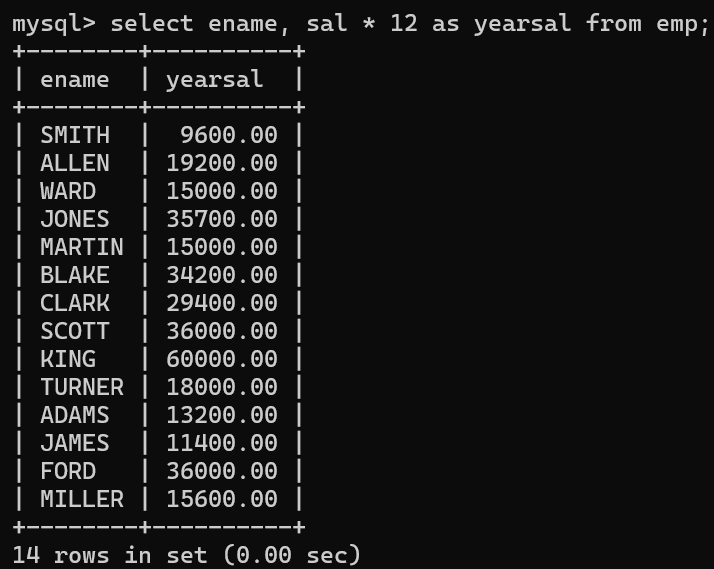 mysql> select ename, sal * 12 as yearsal from emp;
+--------+----------+
| ename  | yearsal  |
+--------+----------+
| SMITH  |  9600.00 |
| ALLEN  | 19200.00 |
| WARD   | 15000.00 |
| JONES  | 35700.00 |
| MARTIN | 15000.00 |
| BLAKE  | 34200.00 |
| CLARK  | 29400.00 |
| SCOTT  | 36000.00 |
| KING   | 60000.00 |
| TURNER | 18000.00 |
| ADAMS  | 13200.00 |
| JAMES  | 11400.00 |
| FORD   | 36000.00 |
| MILLER | 15600.00 |
+--------+----------+
14 rows in set (0.00 sec)